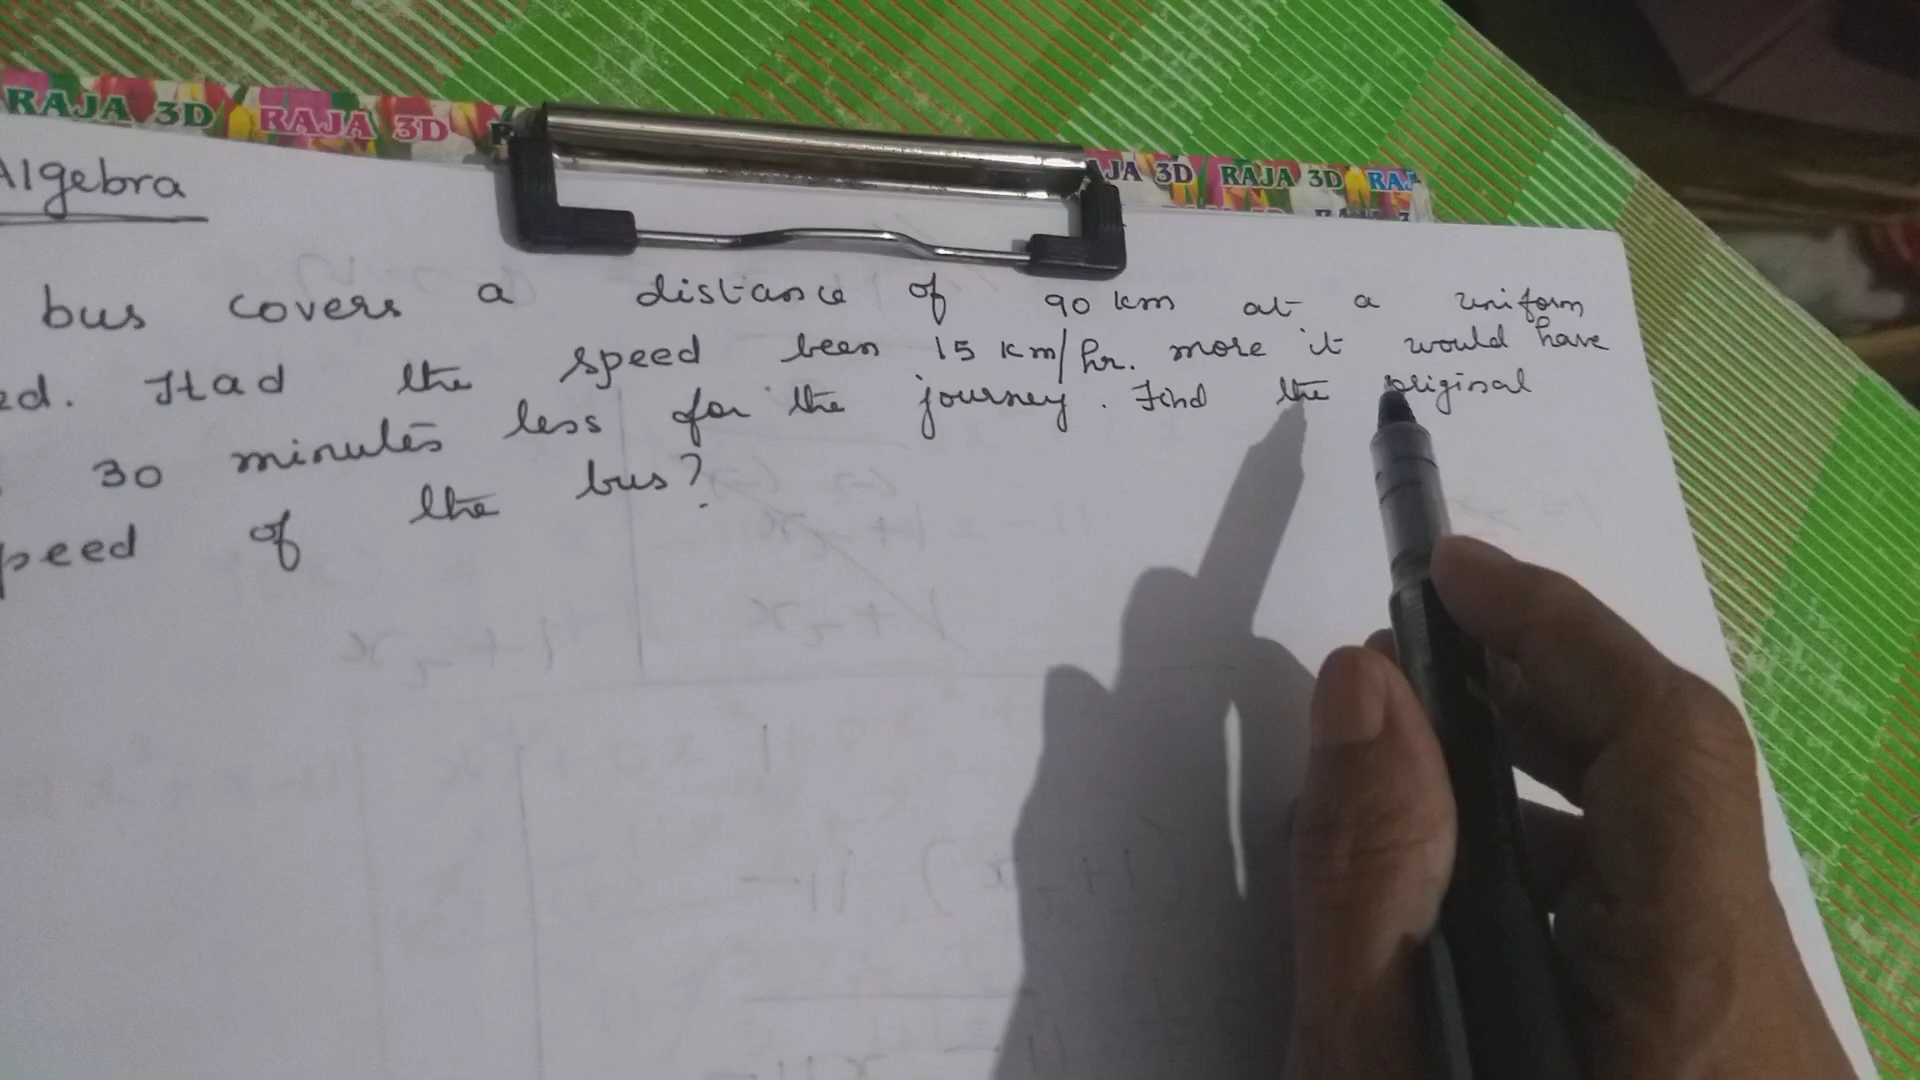 RAJA 3D RAJA 3D
JA 3D RAJA 3D RAJ
Algebra
bus covers a distance of 90 km at a uniform
ed. Had the speed been 15 km/hr. more it would have
30 minutes less for the journey. Find the original
peed of the bus?